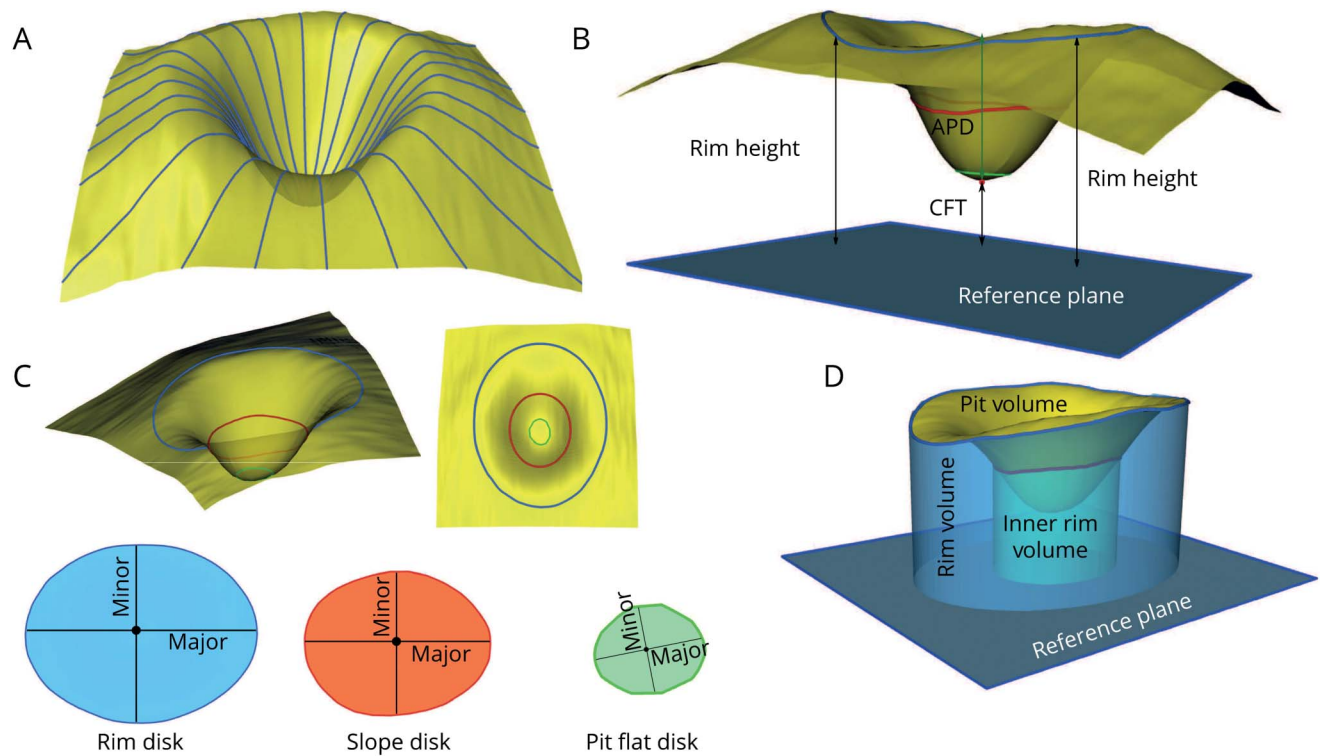 A
B
Rim height
APD
CFT
Rim height
Reference plane
C
D
Pit volume
Rim volume
Inner rim
volume
Reference plane
Minor
Major
Minor
Major
Minor
Major
Rim disk
Slope disk
Pit flat disk